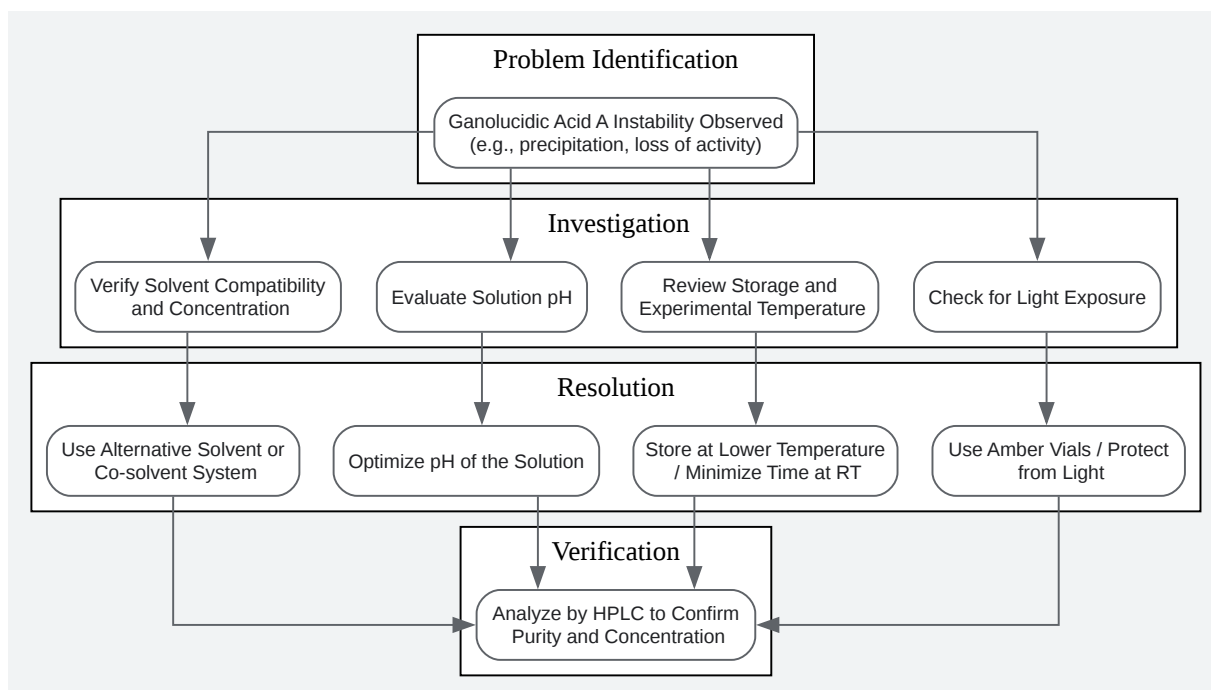 Problem Identification
Ganolucidic Acid A Instability Observed
(e.g., precipitation, loss of activity)
Investigation
Verify Solvent Compatibility
and Concentration
Evaluate Solution pH
Review Storage and
Experimental Temperature
Check for Light Exposure
Resolution
Use Alternative Solvent or
Co-solvent System
Optimize pH of the Solution
Store at Lower Temperature
/ Minimize Time at RT
Use Amber Vials / Protect
from Light
Verification
Analyze by HPLC to Confirm
Purity and Concentration